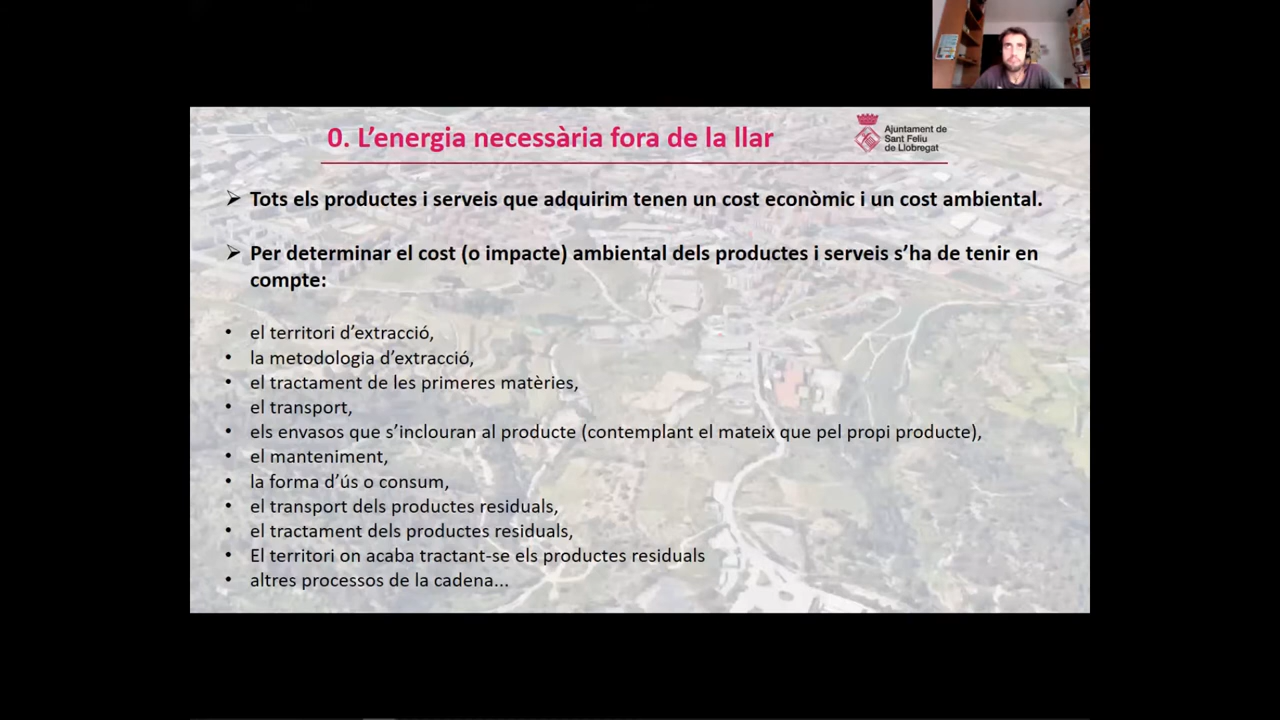 0. L’energia necessària fora de la llar
Ajuntament de
Sant Feliu
de Llobregat
Tots els productes i serveis que adquirim tenen un cost econòmic i un cost ambiental.
Per determinar el cost (o impacte) ambiental dels productes i serveis s’ha de tenir en
compte:
• el territori d’extracció,
• la metodologia d’extracció,
• el tractament de les primeres matèries,
• el transport,
• els envasos que s’inclouran al producte (contemplant el mateix que pel propi producte),
• el manteniment,
• la forma d’ús o consum,
• el transport dels productes residuals,
• el tractament dels productes residuals,
• El territori on acaba tractant-se els productes residuals
• altres processos de la cadena...